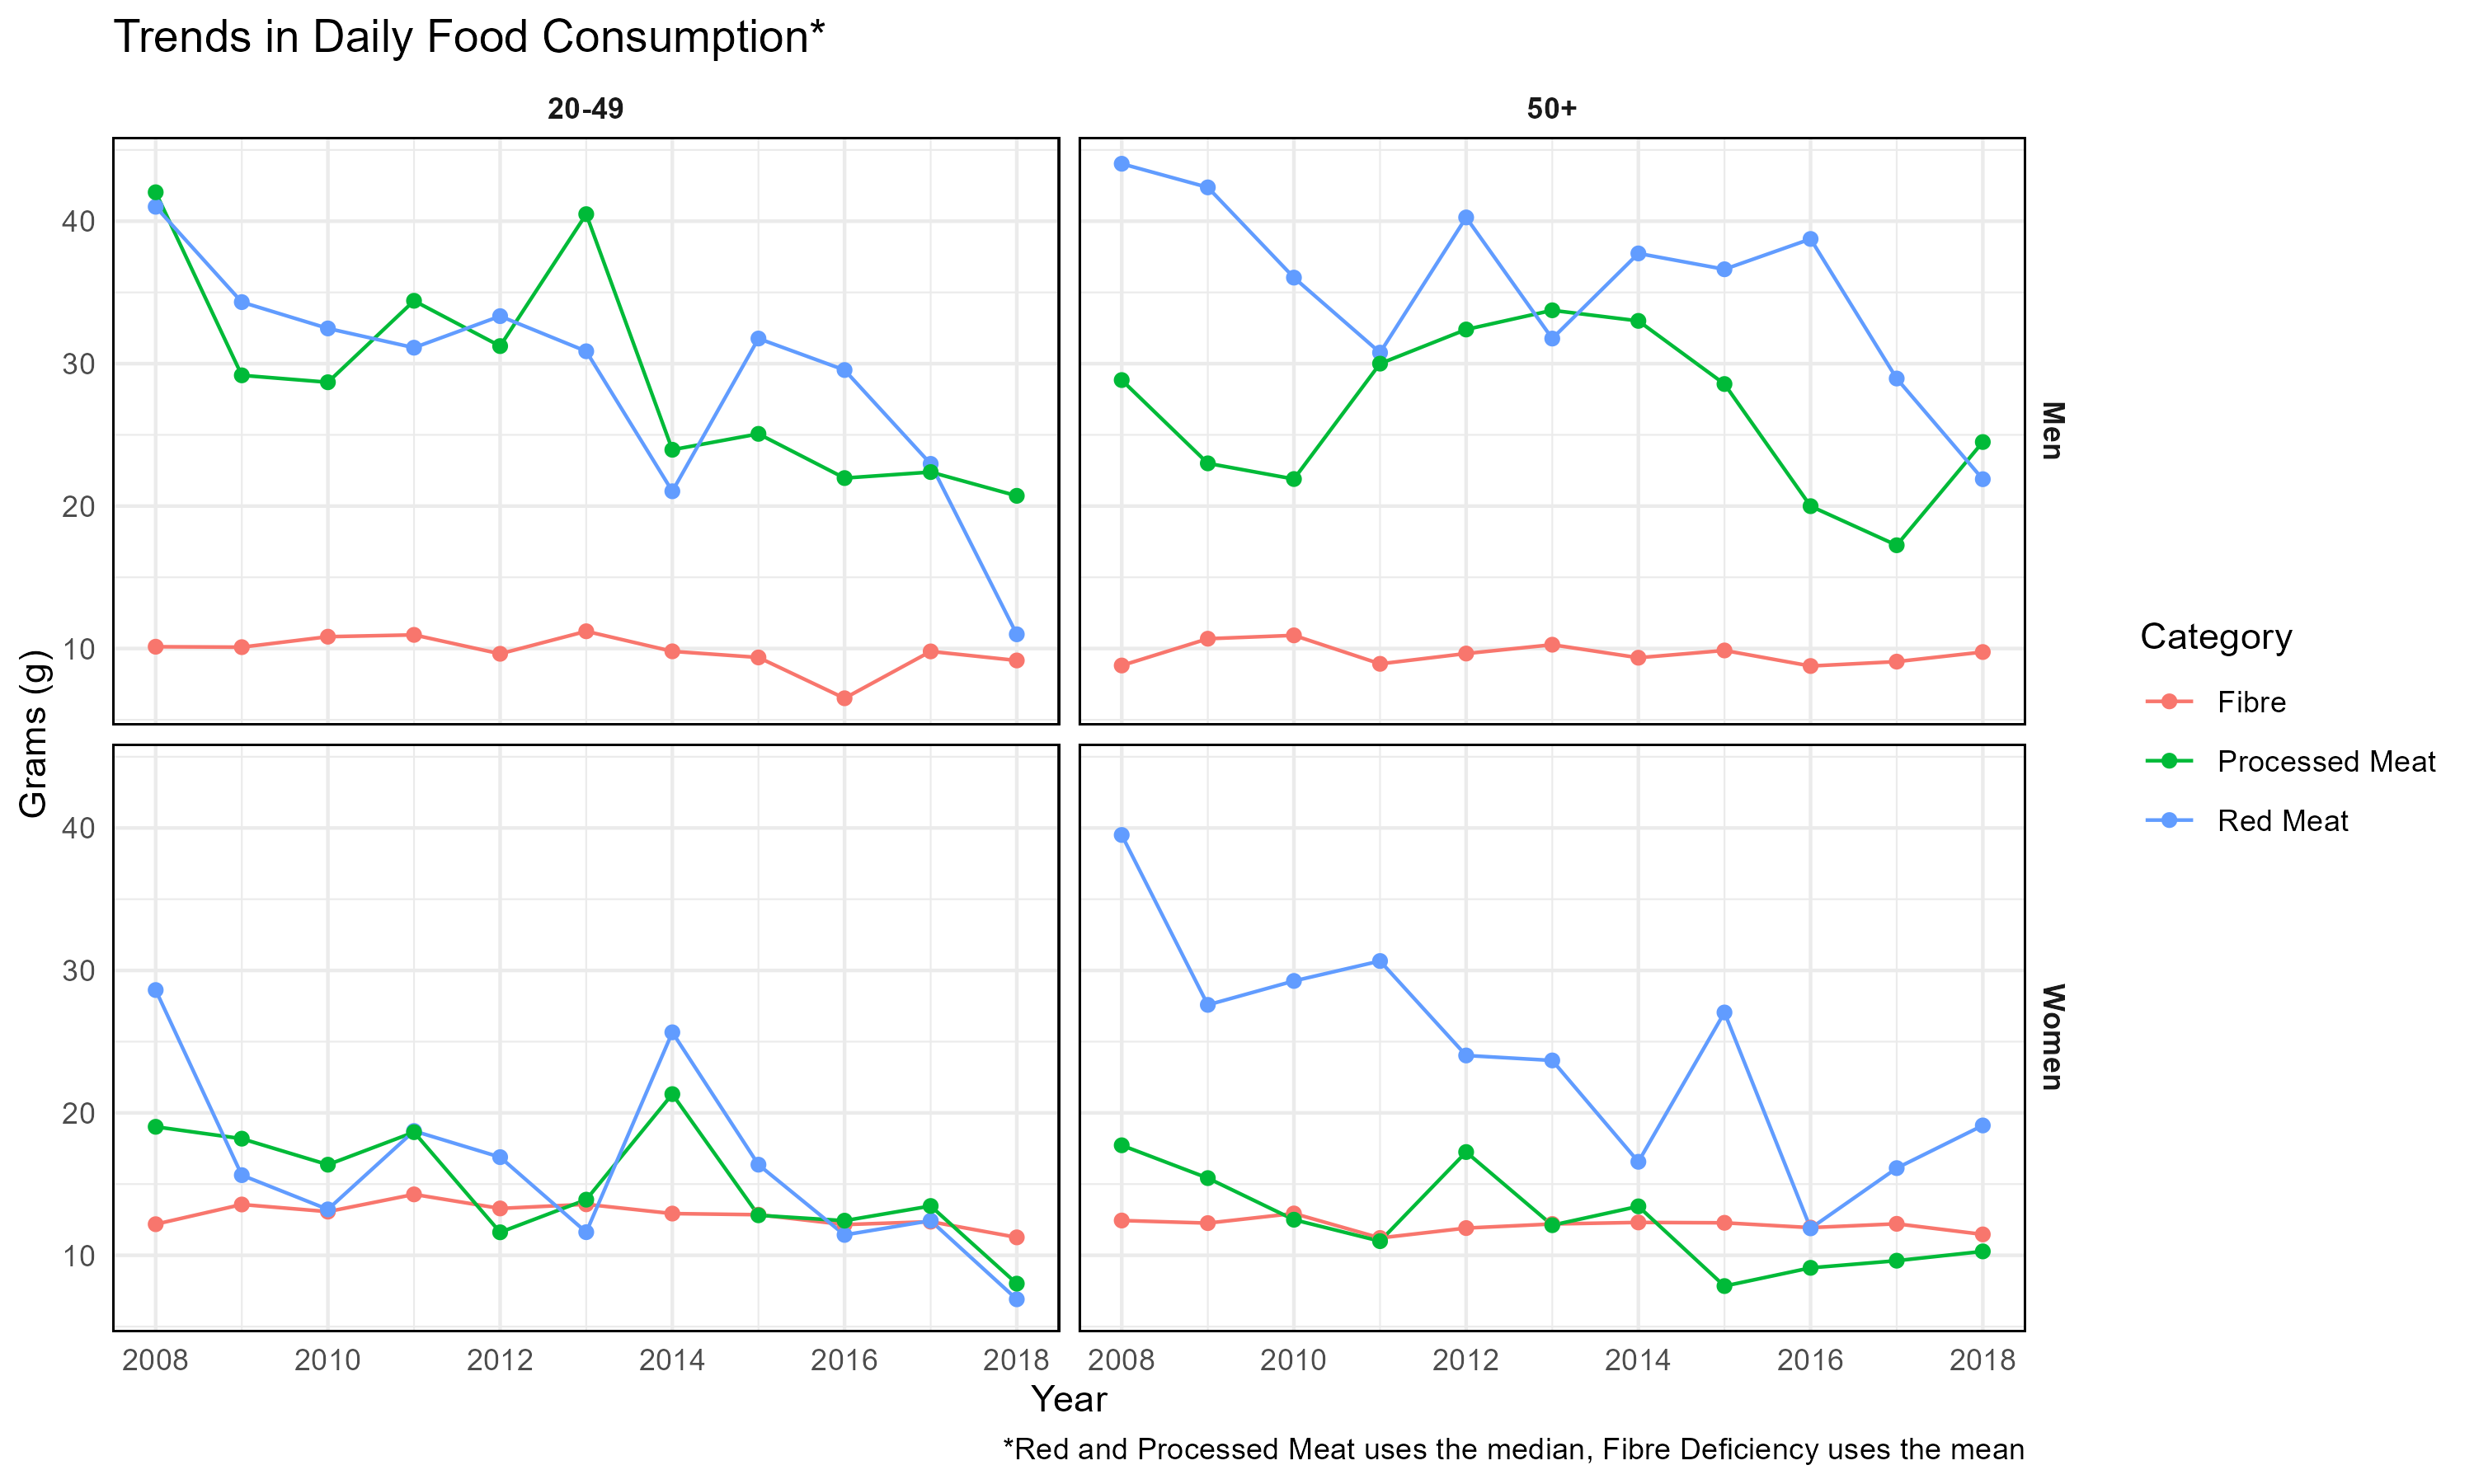 Trends in Daily Food Consumption*
20-49
50+
40
30
20
10
Men
Grams (g)
40
30
20
10
Women
2008 2010 2012 2014 2016 2018
2008 2010 2012 2014 2016 2018
Year
*Red and Processed Meat uses the median, Fibre Deficiency uses the mean
Category
Fibre
Processed Meat
Red Meat